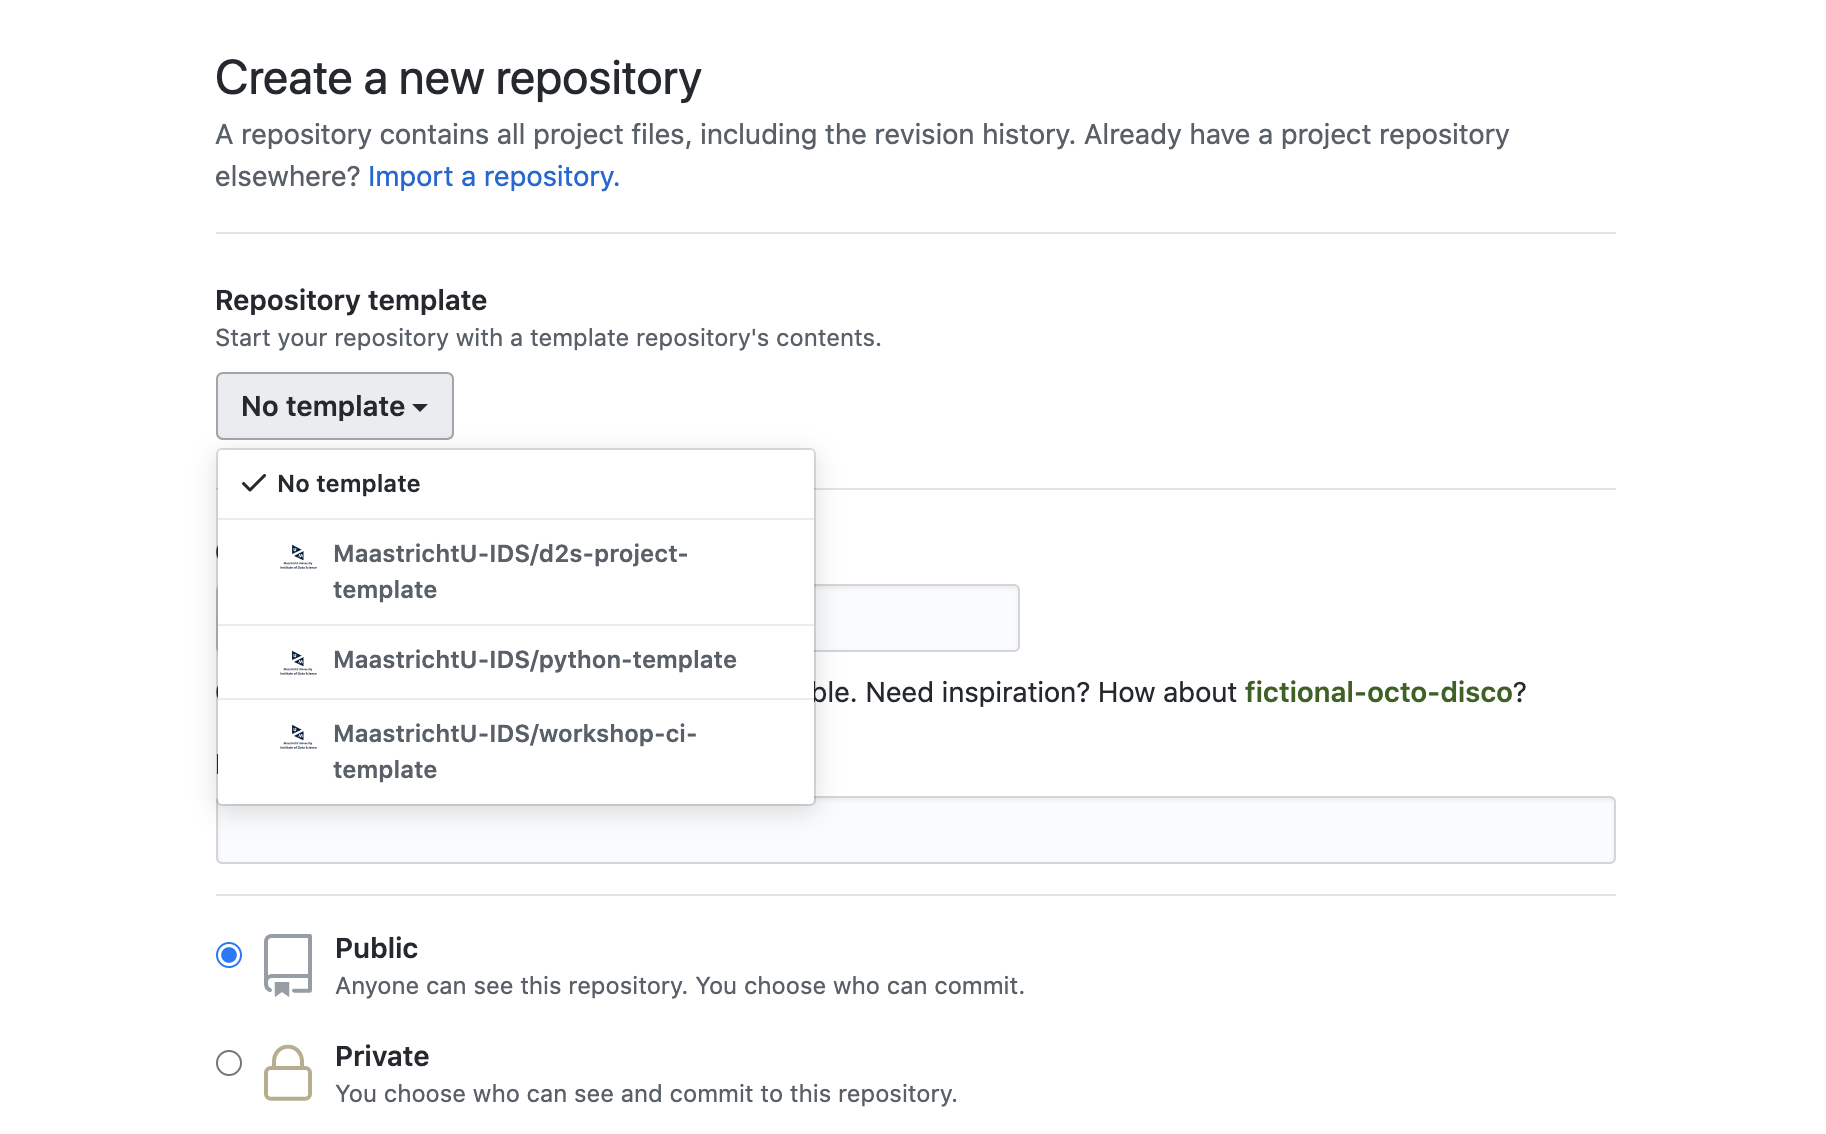 Create a new repository
A repository contains all project files, including the revision history. Already have a project repository
elsewhere? Import a repository.
Repository template
Start your repository with a template repository's contents.
No template
No template
MaastrichtU-IDS/d2s-project-
template
MaastrichtU-IDS/python-template
MaastrichtU-IDS/workshop-ci-
template
Need inspiration? How about fictional-octo-disco?
Public
Anyone can see this repository. You choose who can commit.
Private
You choose who can see and commit to this repository.